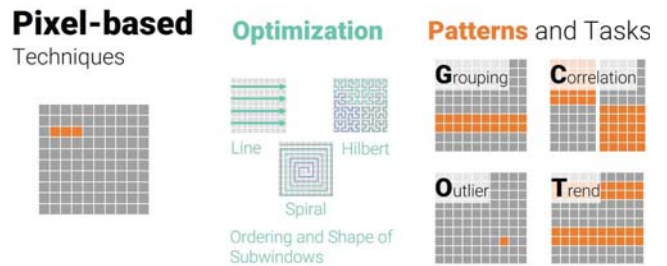 Pixel-based
Techniques
Optimization
Line
Hilbert
Spiral
Ordering and Shape of
Subwindows
Patterns and Tasks
Grouping
Correlation
Outlier
Trend